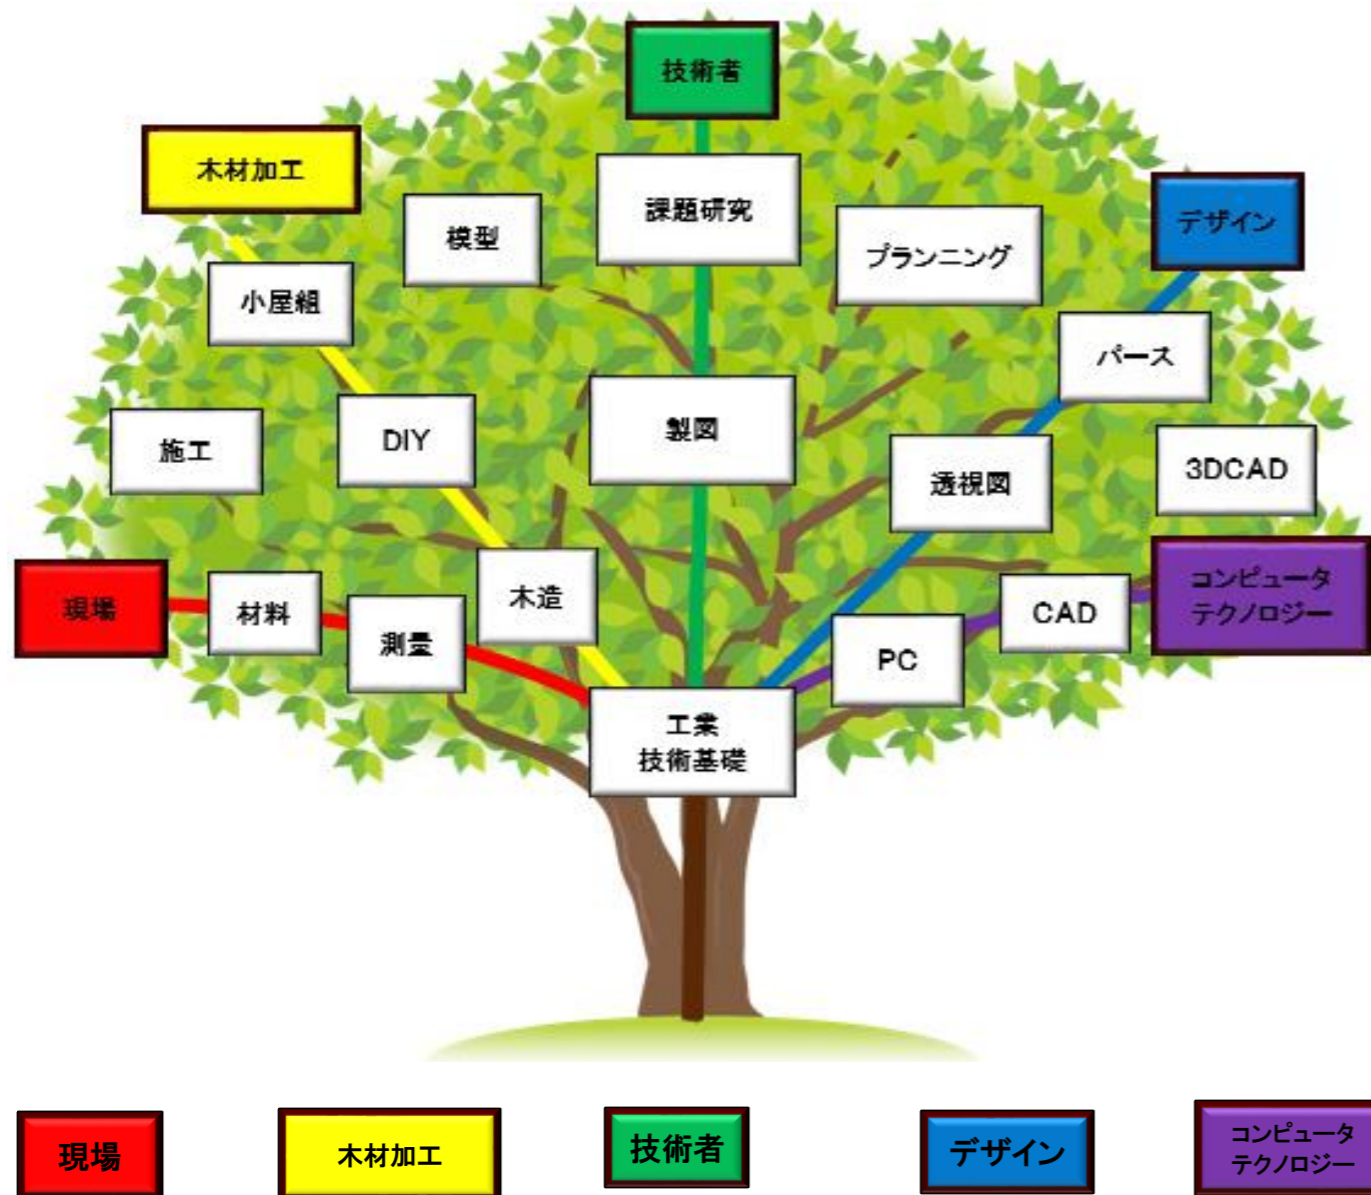 技術者
木材加工
課題研究
デザイン
模型
プランニング
小屋組
パース
施工
DIY
製図
透視図
3DCAD
現場
材料
測量
木造
PC
CAD
コンピュータ
テクノロジー
工業
技術基礎
現場
木材加工
技術者
デザイン
コンピュータ
テクノロジー